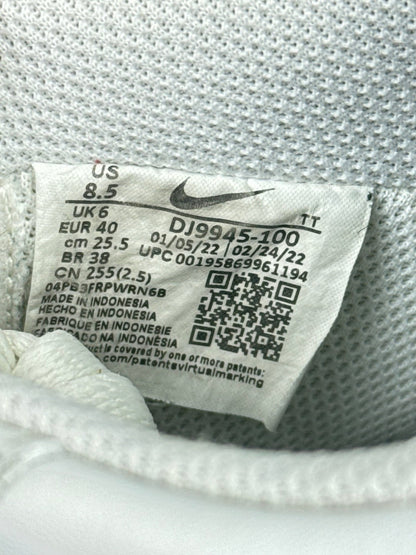 US
8.5
UK 6
EUR 40
cm 25.5
BR 38
CN 255(2.5)
TT
DJ9945-100
01/05/22 02/24/22
UPC 00195869961194
04PB3FRPWRN6B
MADE IN INDONESIA
HECHO EN INDONESIA
FABRIQUE EN INDONESIE
FABRICADO NA INDONÉSIA
product is covered by one or more patents:
.com/patentsvirtualmarking